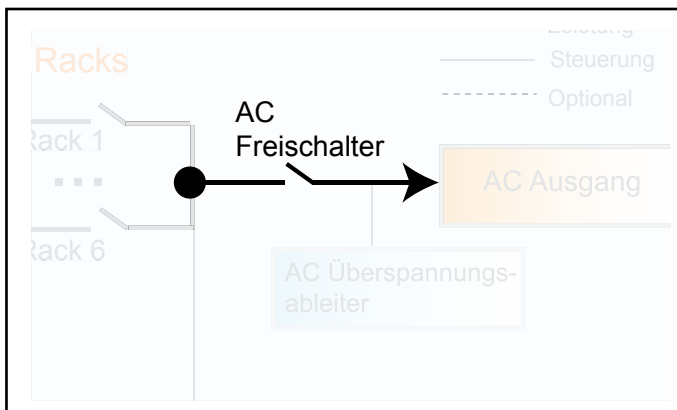 Racks
Steuerung
Optional
AC
Freischalter
Rack 1
AC Ausgang
Rack 6
AC Überspannungs-
ableiter